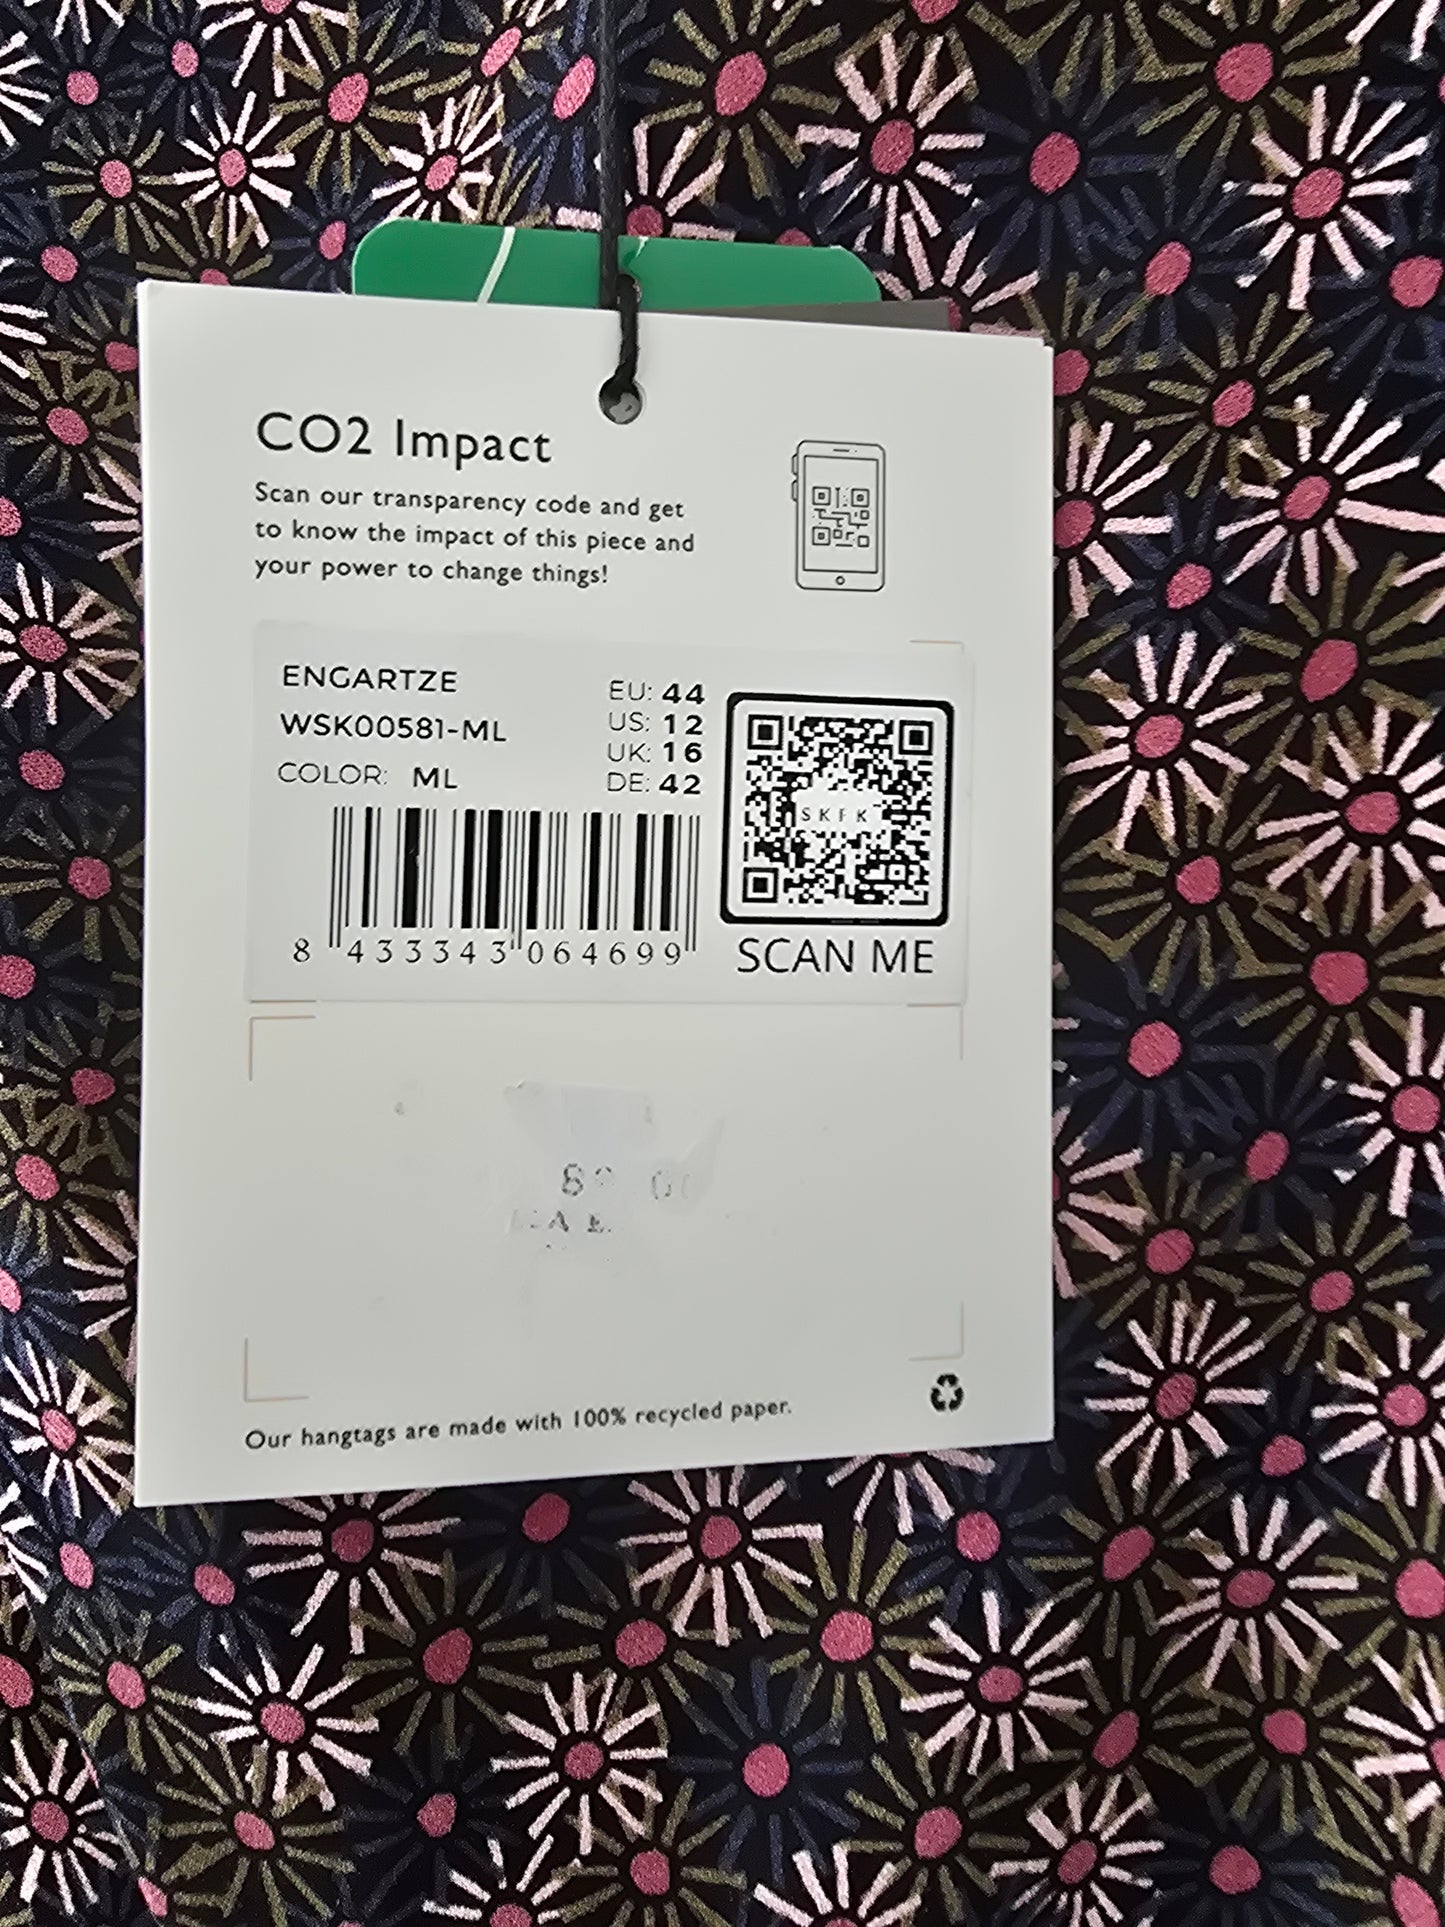 CO2 Impact
Scan our transparency code and get
to know the impact of this piece and
your power to change things!
ENGARTZE
WSK00581-ML
COLOR: ML
EU: 44
US: 12
UK: 16
DE: 42
SKFK
8 433343 064699
SCAN ME
Our hangtags are made with 100% recycled paper.